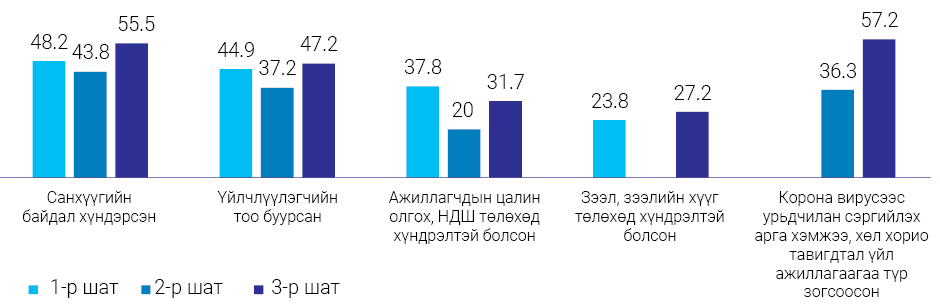 48.2 43.8 55.5
44.9 37.2 47.2
37.8 20 31.7
23.8 27.2
36.3 57.2
Санхүүгийн
байдал хүндэрсэн
Үйлчлүүлэгчийн
тоо буурсан
Ажиллагчдын цалин
олгох, НДШ төлөхөд
хүндрэлтэй болсон
Зээл, зээлийн хүүг
төлөхөд хүндрэлтэй
болсон
Корона вирусээс
урьдчилан сэргийлэх
арга хэмжээ, хөл хорио
тавигдтал үйл
ажиллагаагаа түр
зогсоосон
1-р шат 2-р шат 3-р шат